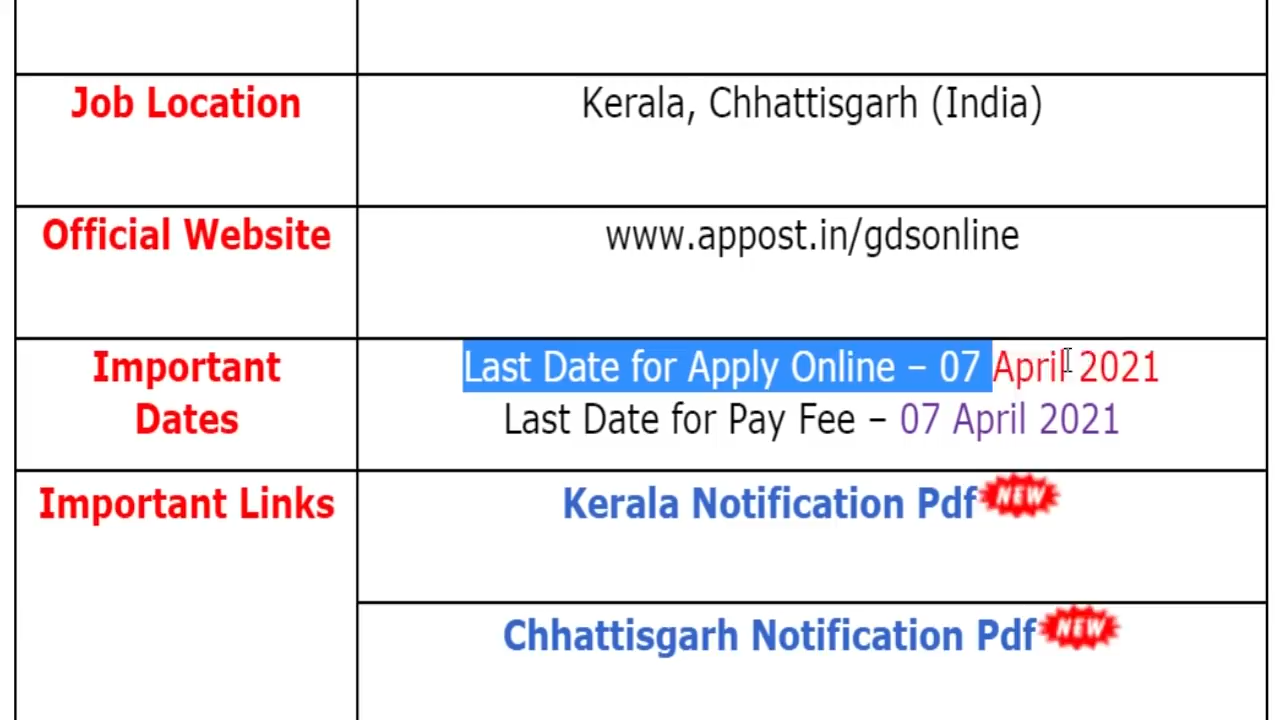 Job Location
Kerala, Chhattisgarh (India)
Official Website
www.appost.in/gdsonline
Important
Dates
Last Date for Apply Online – 07 April 2021
Last Date for Pay Fee – 07 April 2021
Important Links
Kerala Notification Pdf NEW
Chhattisgarh Notification Pdf NEW